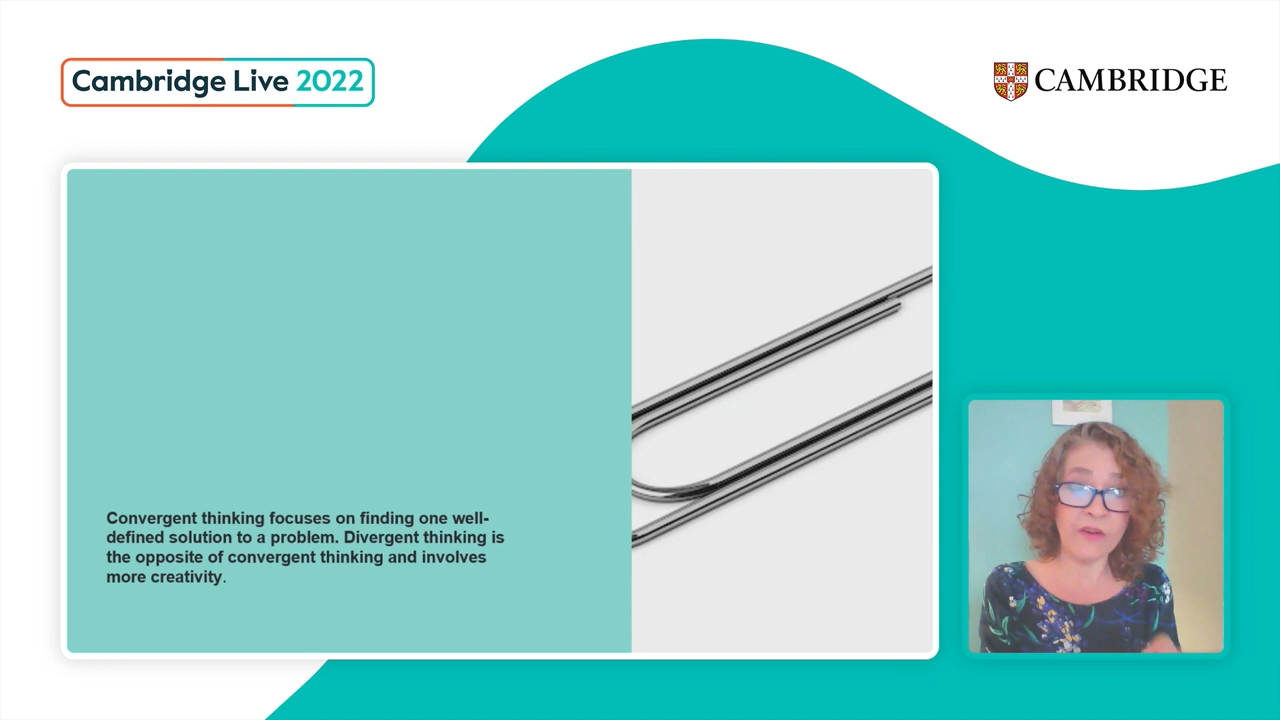 Cambridge Live 2022
CAMBRIDGE
Convergent thinking focuses on finding one well-
defined solution to a problem. Divergent thinking is
the opposite of convergent thinking and involves
more creativity.